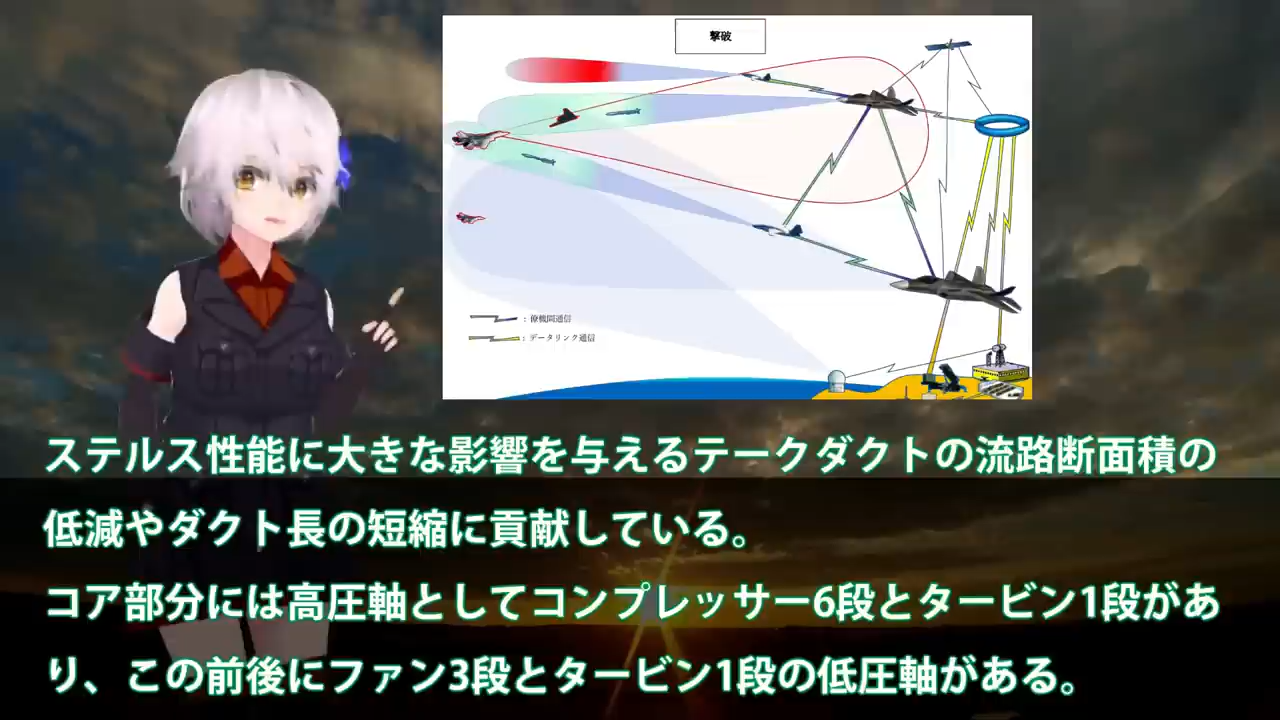 撃破
：僚機間通信
：データリンク通信
ステルス性能に大きな影響を与えるテークダクトの流路断面積の
低減やダクト長の短縮に貢献している。
コア部分には高圧軸としてコンプレッサー6段とタービン1段があ
り、この前後にファン3段とタービン1段の低圧軸がある。